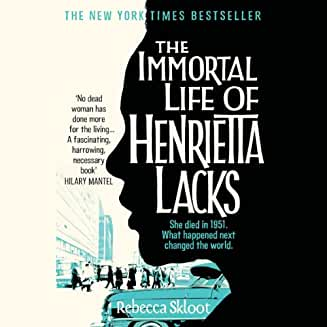 THE NEW YORK TIMES BESTSELLER
THE
IMMORTAL
LIFE OF
HENRIETTA
LACKS
'No dead
woman has
done more
for the living...
A fascinating,
harrowing,
necessary
book'
HILARY MANTEL
She died in 1951.
What happened next
changed the world.
Rebecca Skloot